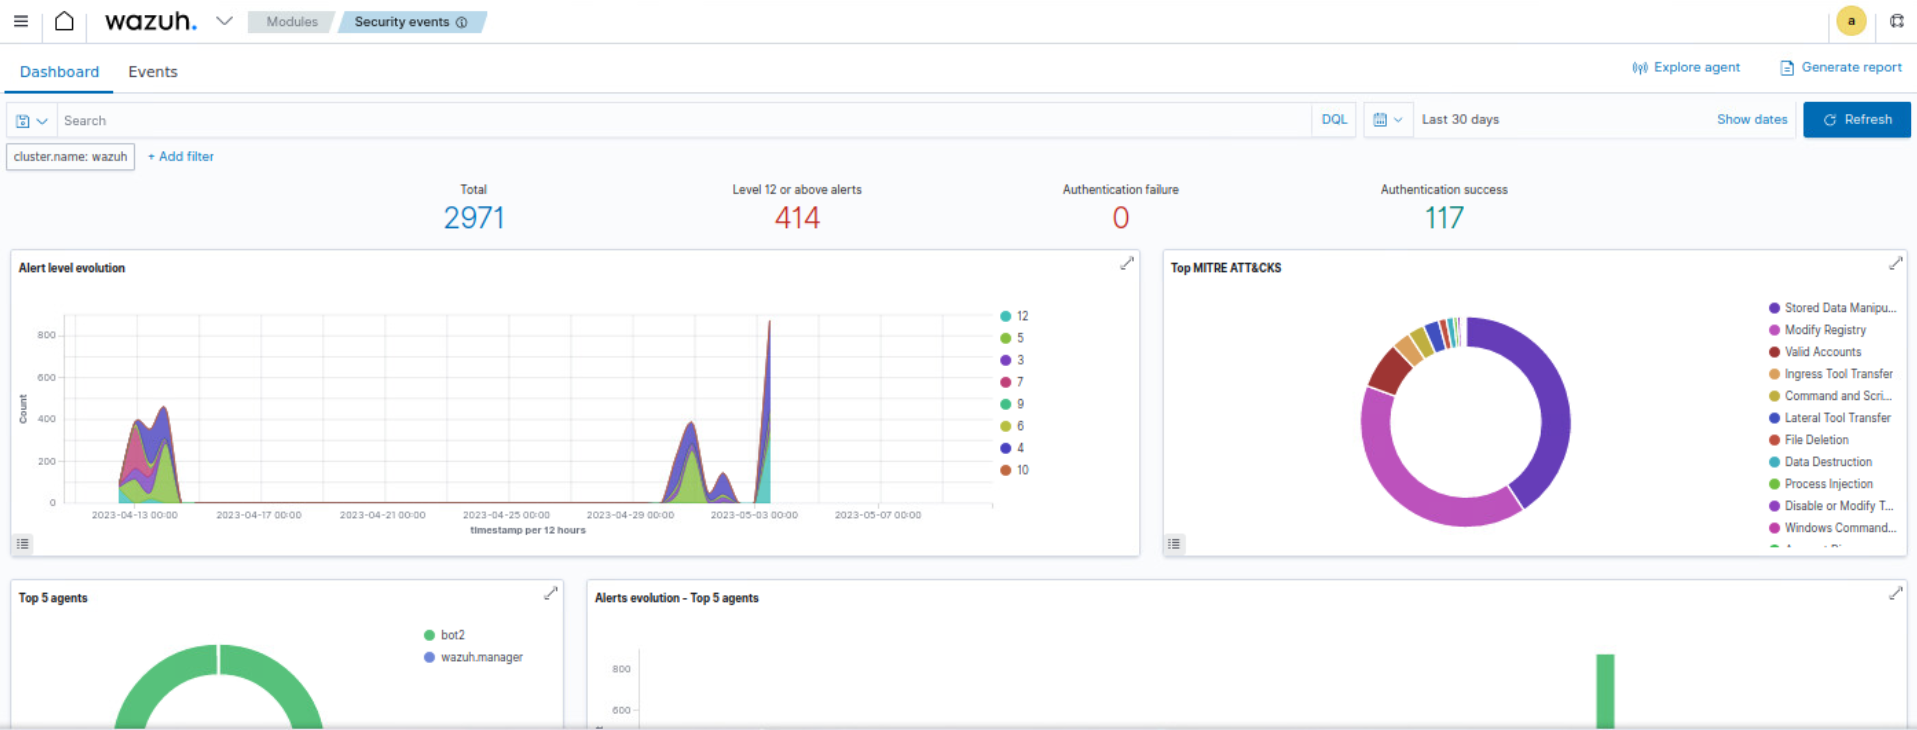 wazuh.
Modules
Security events
a
Dashboard
Events
Explore agent
Generate report
Search
DQL
Last 30 days
Show dates
Refresh
cluster.name: wazuh
+ Add filter
Total
2971
Level 12 or above alerts
414
Authentication failure
0
Authentication success
117
Alert level evolution
Count
800
600
400
200
0
2023-04-13 00:00
2023-04-17 00:00
2023-04-21 00:00
2023-04-25 00:00
2023-04-29 00:00
2023-05-03 00:00
2023-05-07 00:00
timestamp per 12 hours
12
5
3
7
9
6
4
10
Top MITRE ATT&CKS
Stored Data Manipu...
Modify Registry
Valid Accounts
Ingress Tool Transfer
Command and Scri...
Lateral Tool Transfer
File Deletion
Data Destruction
Process Injection
Disable or Modify T...
Windows Command...
Top 5 agents
bot2
wazuh.manager
Alerts evolution - Top 5 agents
800
600